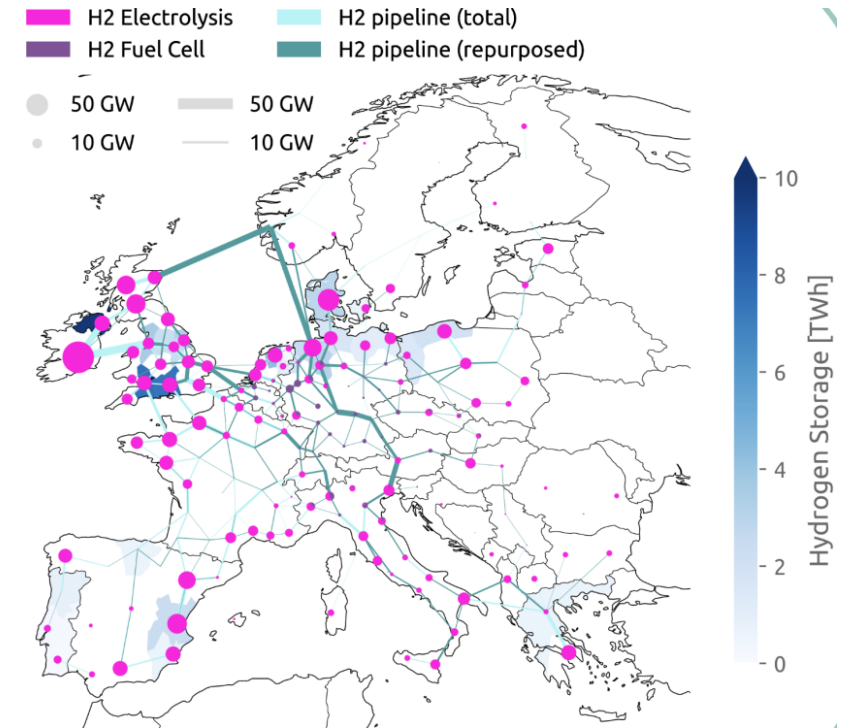 H2 Electrolysis
H2 Fuel Cell
H2 pipeline (total)
H2 pipeline (repurposed)
50 GW
10 GW
50 GW
10 GW
10
8
6
4
2
0
Hydrogen Storage [TWh]